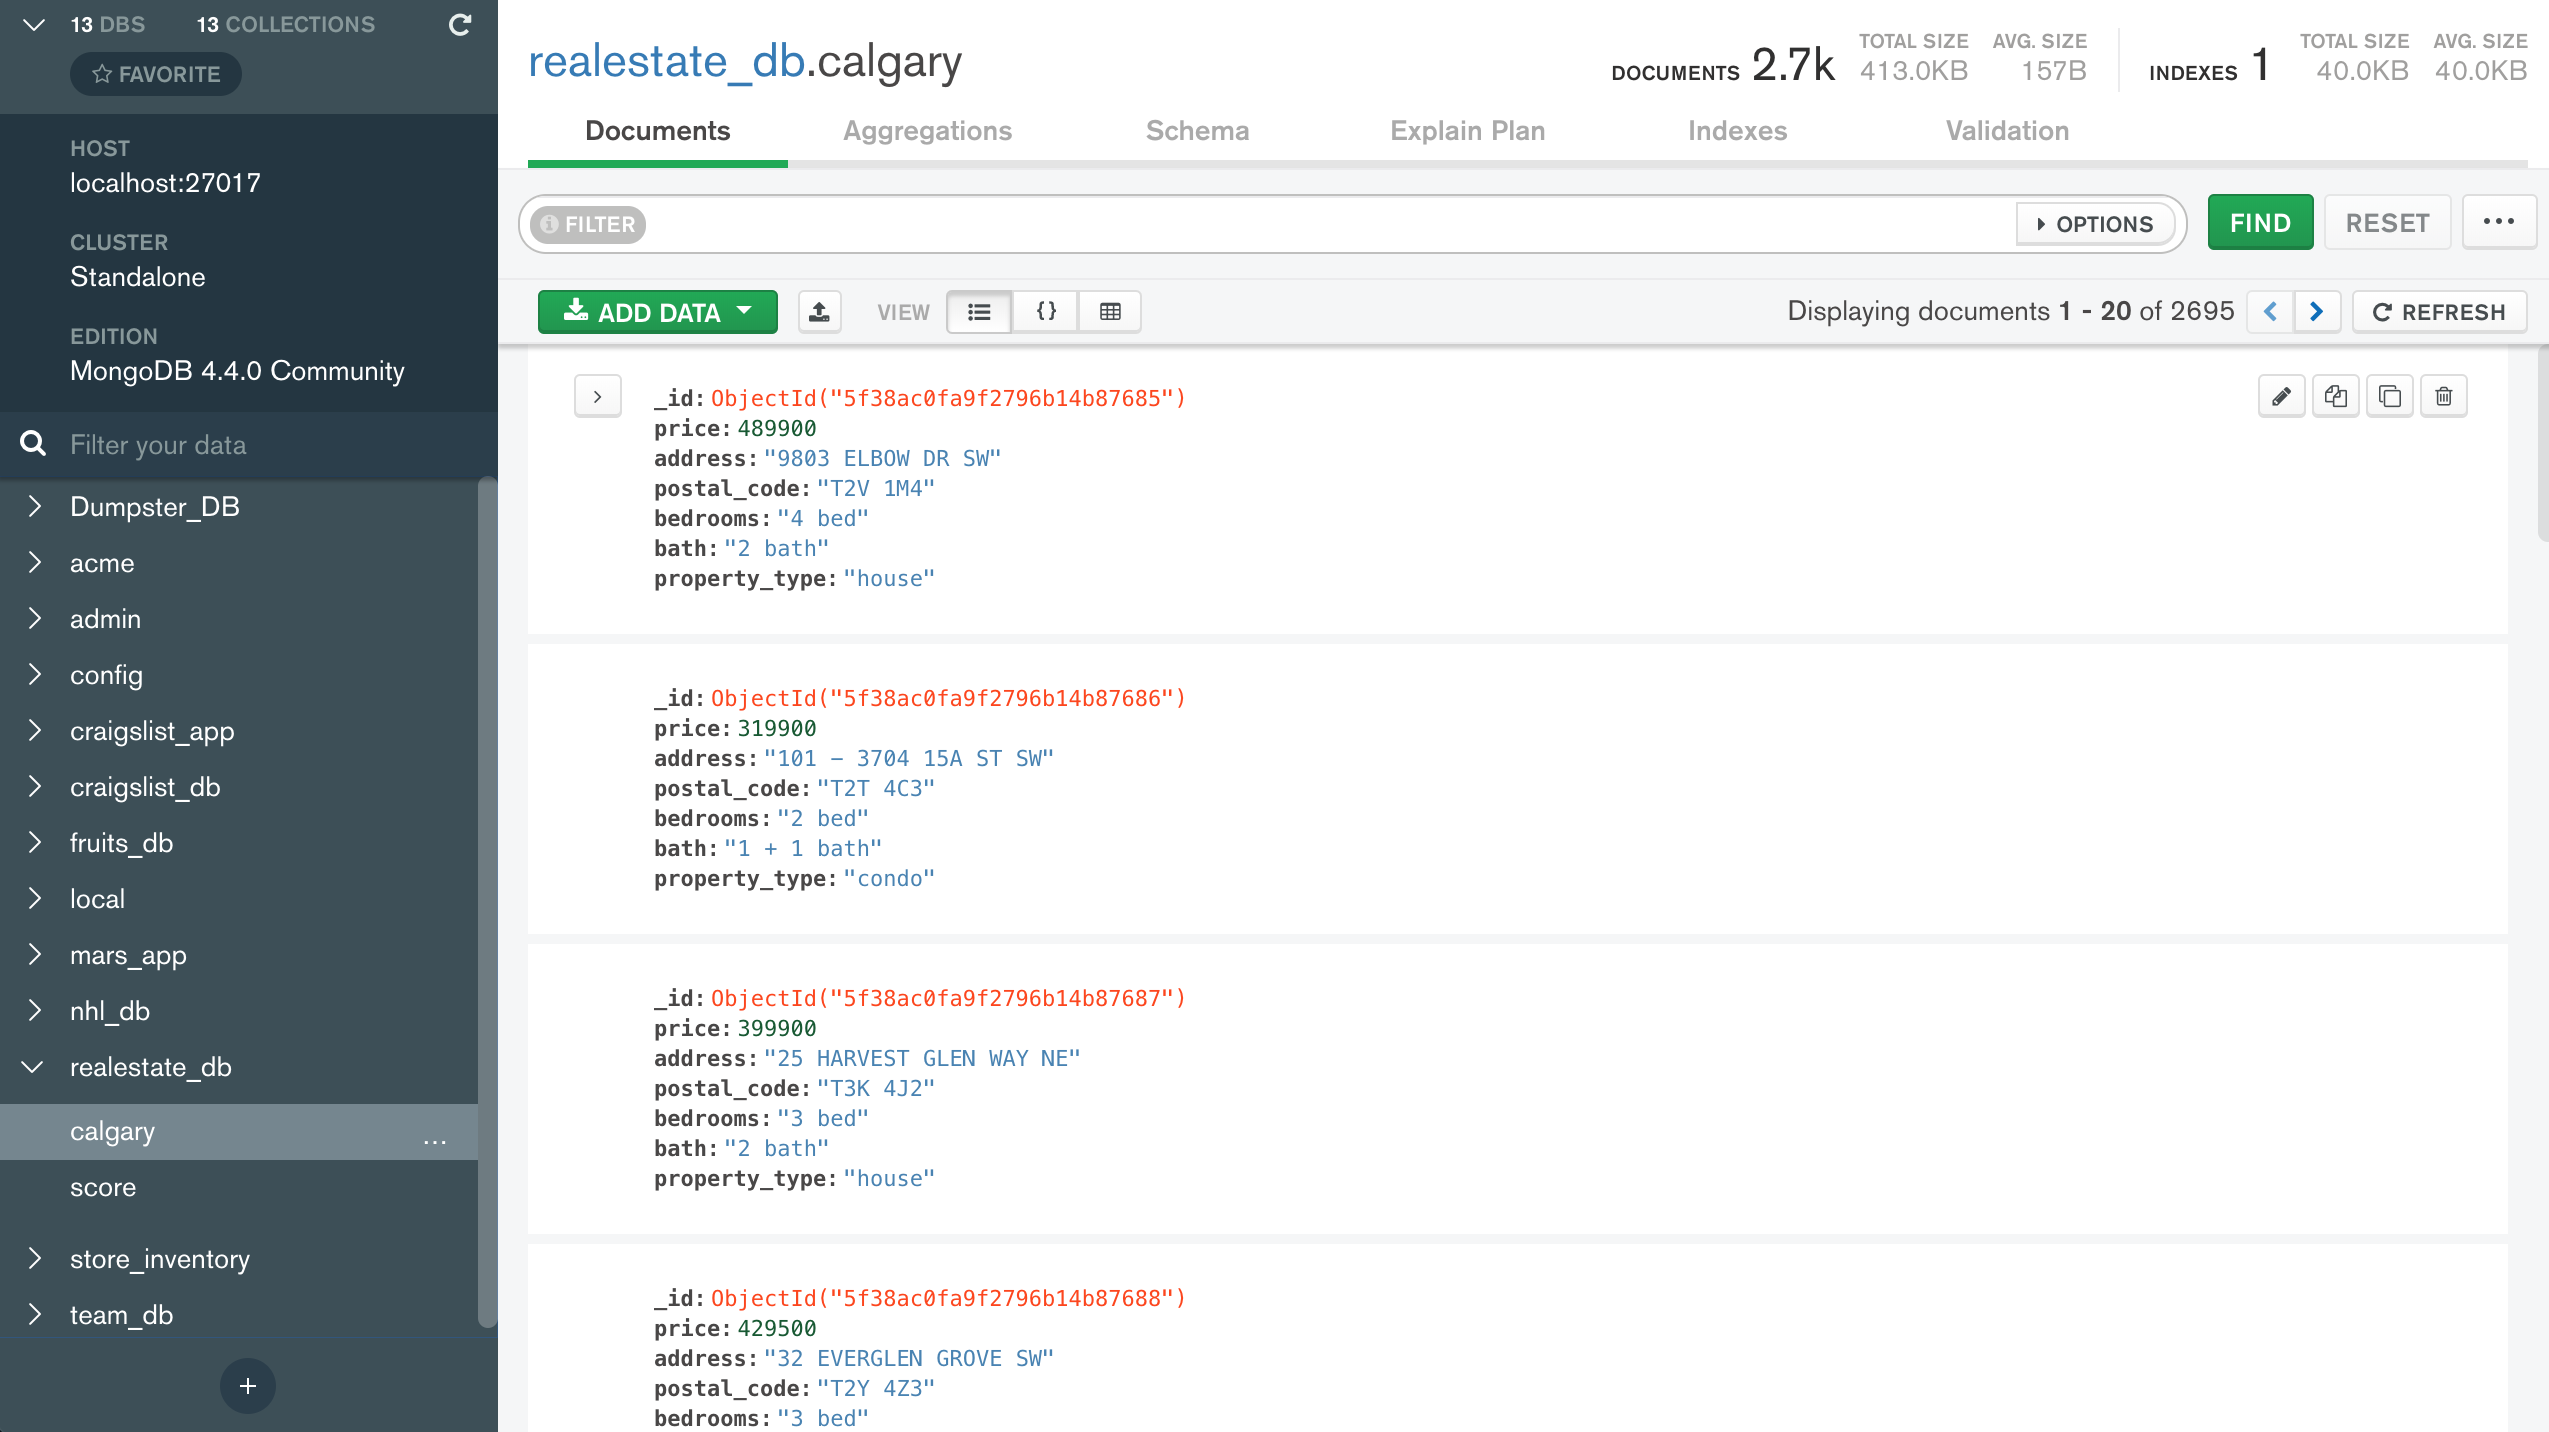 13 DBS 13 COLLECTIONS
FAVORITE
HOST
localhost:27017
CLUSTER
Standalone
EDITION
MongoDB 4.4.0 Community
Filter your data
Dumpster_DB
acme
admin
config
craigslist_app
craigslist_db
fruits_db
local
mars_app
nhl_db
realestate_db
calgary ...
score
store_inventory
team_db
+
realestate_db.calgary
DOCUMENTS 2.7k TOTAL SIZE 413.0KB AVG. SIZE 157B INDEXES 1 TOTAL SIZE 40.0KB AVG. SIZE 40.0KB
Documents Aggregations Schema Explain Plan Indexes Validation
FILTER OPTIONS FIND RESET ...
ADD DATA VIEW {} Displaying documents 1 - 20 of 2695 REFRESH
_id: ObjectId("5f38ac0fa9f2796b14b87685")
price: 489900
address: "9803 ELBOW DR SW"
postal_code: "T2V 1M4"
bedrooms: "4 bed"
bath: "2 bath"
property_type: "house"
_id: ObjectId("5f38ac0fa9f2796b14b87686")
price: 319900
address: "101 - 3704 15A ST SW"
postal_code: "T2T 4C3"
bedrooms: "2 bed"
bath: "1 + 1 bath"
property_type: "condo"
_id: ObjectId("5f38ac0fa9f2796b14b87687")
price: 399900
address: "25 HARVEST GLEN WAY NE"
postal_code: "T3K 4J2"
bedrooms: "3 bed"
bath: "2 bath"
property_type: "house"
_id: ObjectId("5f38ac0fa9f2796b14b87688")
price: 429500
address: "32 EVERGLEN GROVE SW"
postal_code: "T2Y 4Z3"
bedrooms: "3 bed"